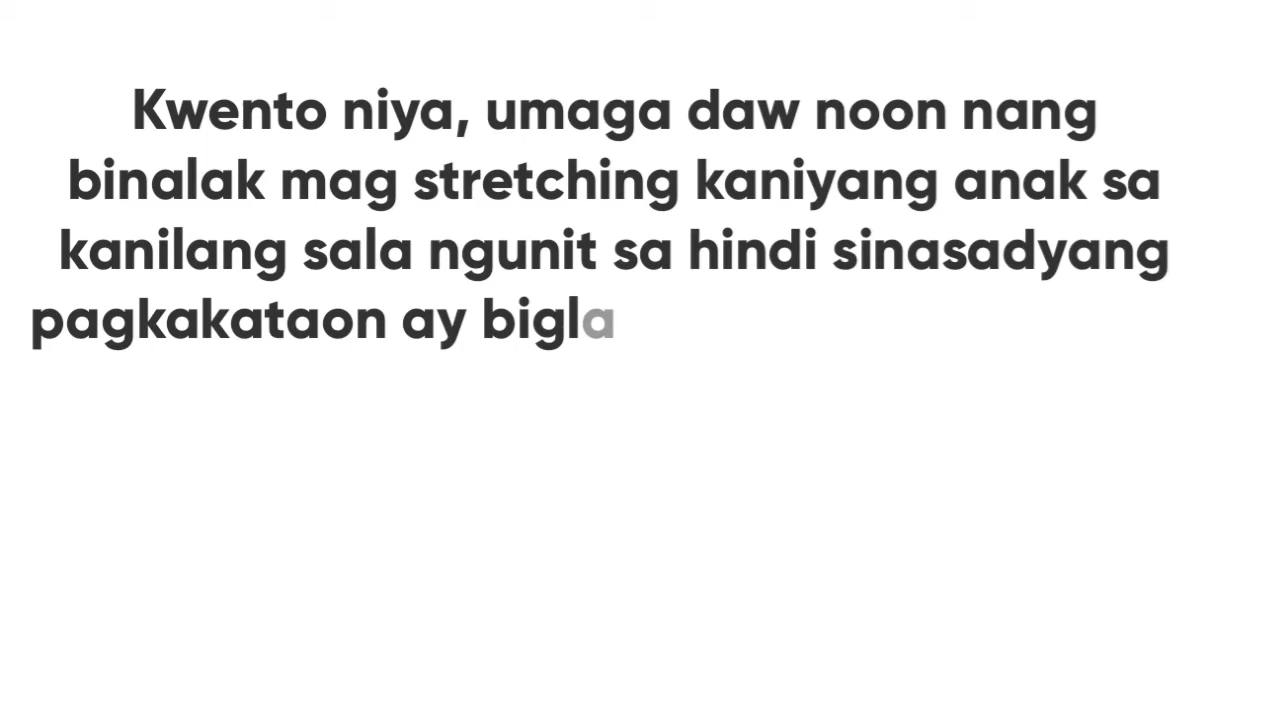 Kwento niya, umaga daw noon nang
binalak mag stretching kaniyang anak sa
kanilang sala ngunit sa hindi sinasadyang
pagkakataon ay bigla